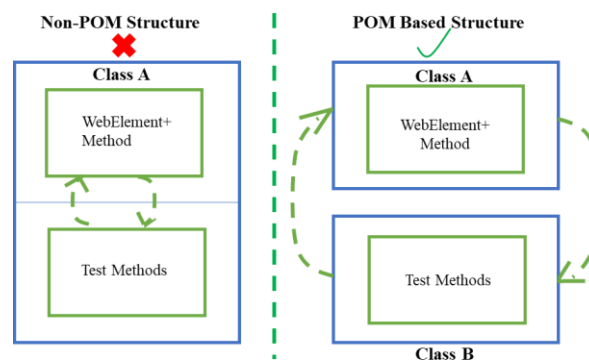 Non-POM Structure
Class A
WebElement+
Method
Test Methods
POM Based Structure
Class A
WebElement+
Method
Test Methods
Class B